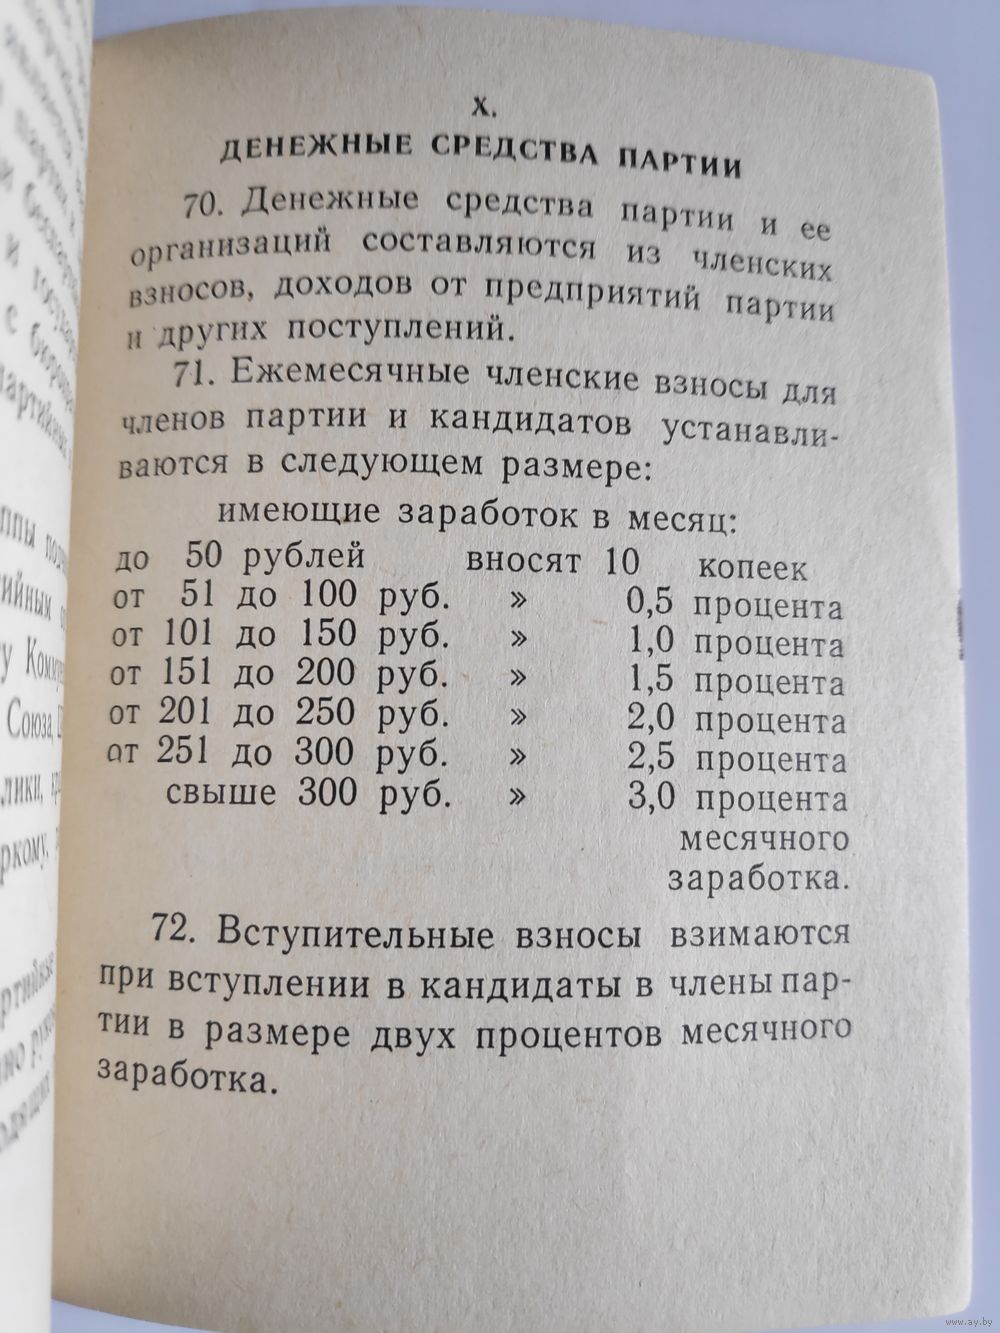 X.
ДЕНЕЖНЫЕ СРЕДСТВА ПАРТИИ
70. Денежные средства партии и ее
организаций составляются из членских
взносов, доходов от предприятий партии
и других поступлений.
71. Ежемесячные членские взносы для
членов партии и кандидатов устанавли-
ваются в следующем размере:
имеющие заработок в месяц:
до 50 рублей вносят 10 копеек
от 51 до 100 руб. » 0,5 процента
от 101 до 150 руб. » 1,0 процента
от 151 до 200 руб. » 1,5 процента
от 201 до 250 руб. » 2,0 процента
от 251 до 300 руб. » 2,5 процента
свыше 300 руб. » 3,0 процента
месячного
заработка.
72. Вступительные взносы взимаются
при вступлении в кандидаты в члены пар-
тии в размере двух процентов месячного
заработка.
www.ay.by